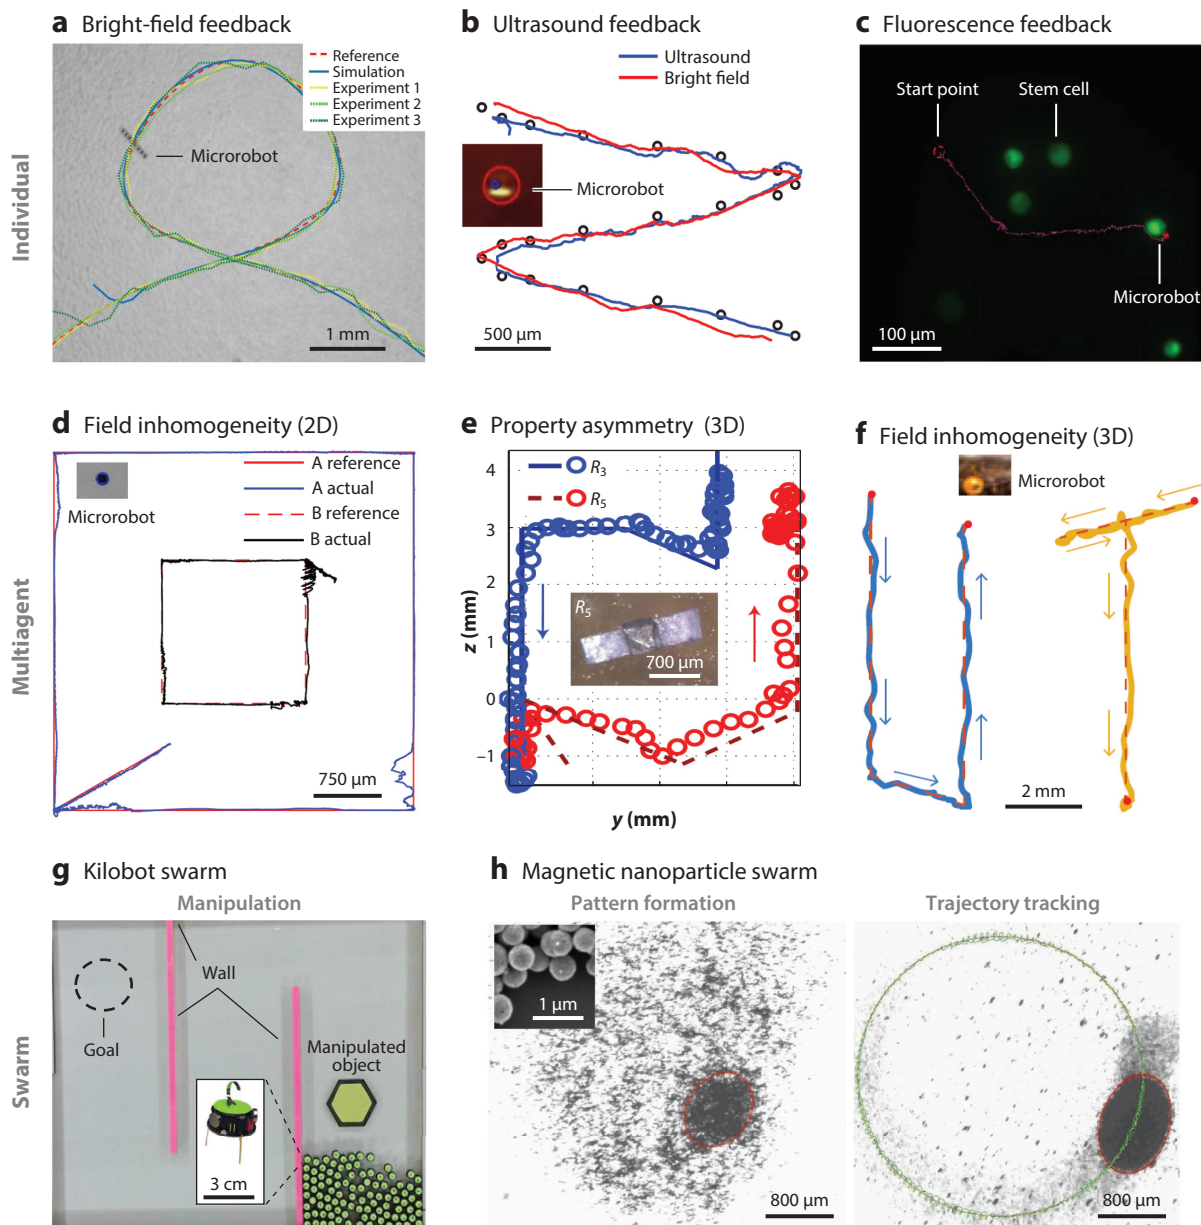 a Bright-field feedback
Reference
Simulation
Experiment 1
Experiment 2
Experiment 3
Microrobot
1 mm
b Ultrasound feedback
Ultrasound
Bright field
Microrobot
500 µm
c Fluorescence feedback
Start point
Stem cell
Microrobot
100 µm
Individual
d Field inhomogeneity (2D)
A reference
A actual
B reference
B actual
Microrobot
750 µm
e Property asymmetry (3D)
R3
R5
4
3
2
1
0
−1
z (mm)
R5
700 µm
y (mm)
f Field inhomogeneity (3D)
Microrobot
2 mm
Multiagent
g Kilobot swarm
Manipulation
Wall
Goal
Manipulated
object
3 cm
h Magnetic nanoparticle swarm
Pattern formation
1 µm
800 µm
Trajectory tracking
800 µm
Swarm